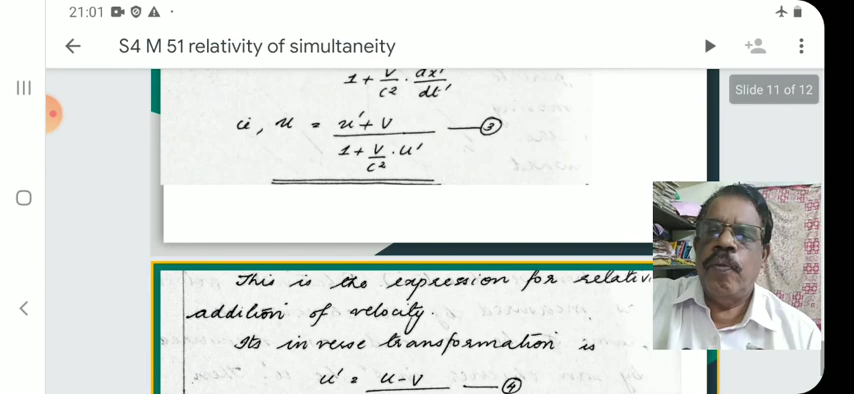 21:01
S4 M 51 relativity of simultaneity
Slide 11 of 12
1 + V/c2 · dx'/dt'
ie, u = u'+V / 1 + V/c2 . u' — ③
This is the expression for relati
addition of velocity.
Its inverse transformation is
u' = u-V — ④